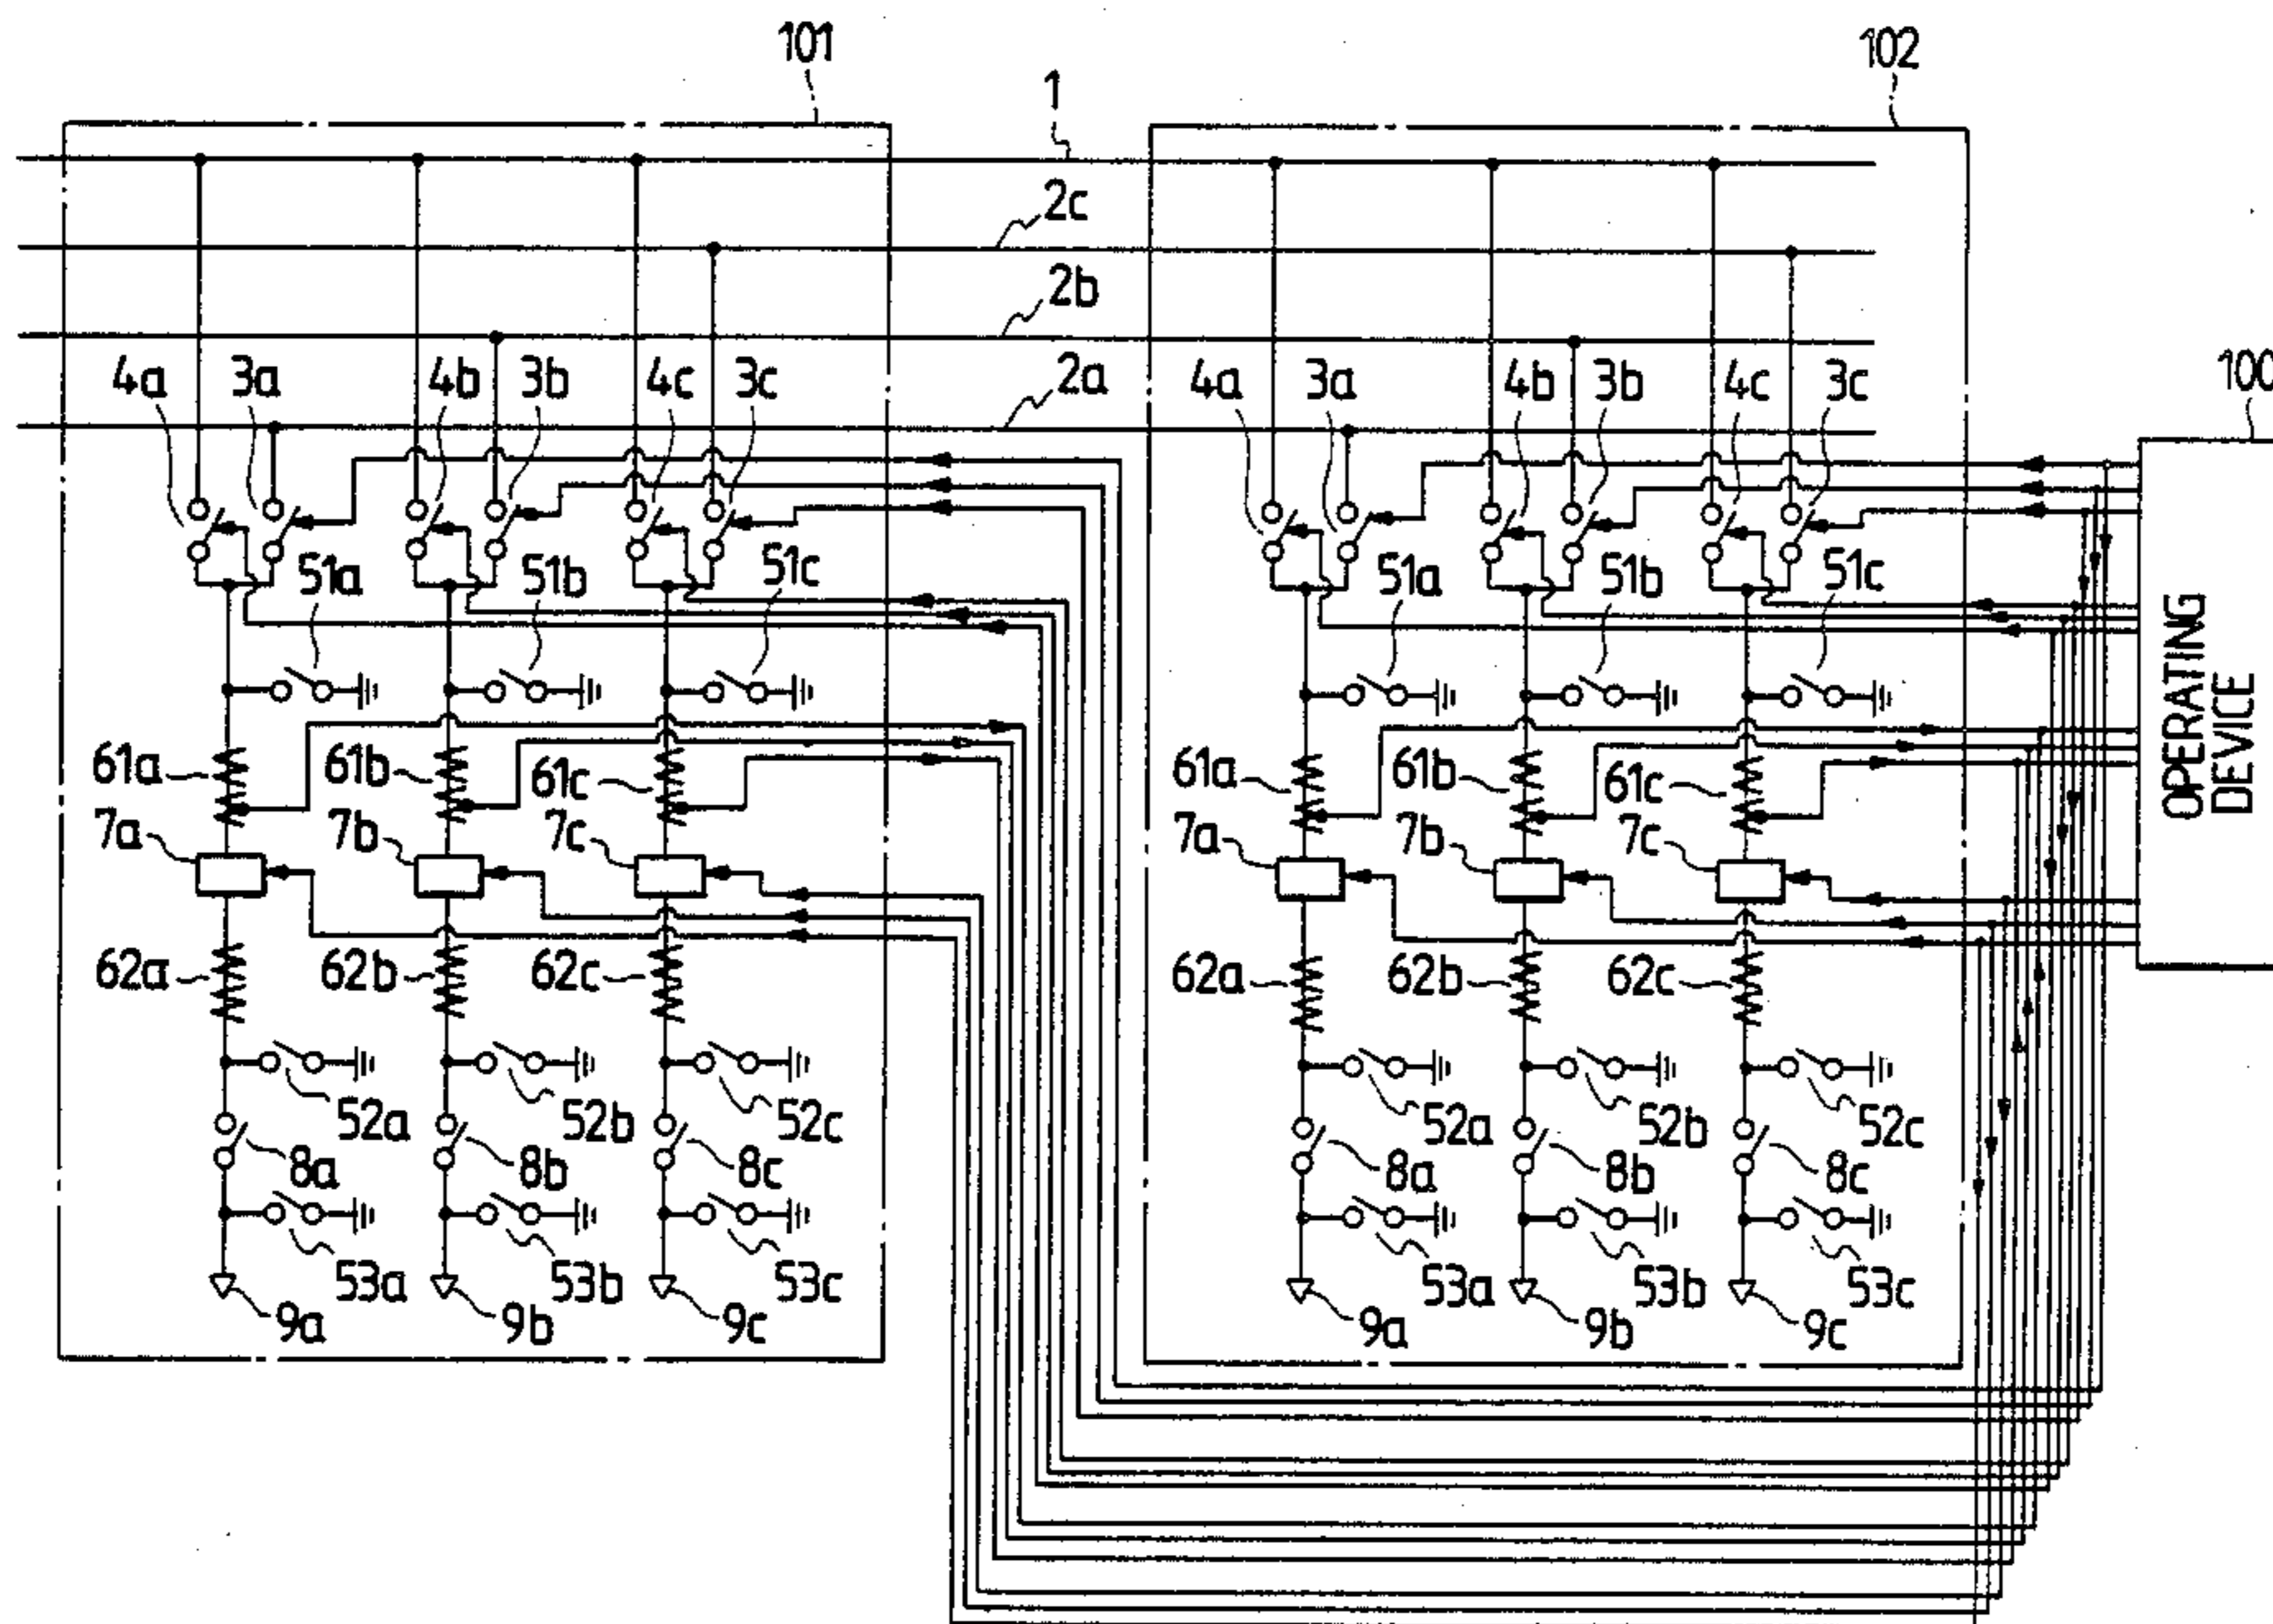 101
102
1
2c
2b
2a
4a 3a 4b 3b 4c 3c
4a 3a 4b 3b 4c 3c
100
51a 51b 51c
51a 51b 51c
OPERATING
DEVICE
61a 61b 61c
61a 61b 61c
7a 7b 7c
7a 7b 7c
62a 62b 62c
62a 62b 62c
52a 52b 52c
52a 52b 52c
8a 8b 8c
8a 8b 8c
53a 53b 53c
53a 53b 53c
9a 9b 9c
9a 9b 9c